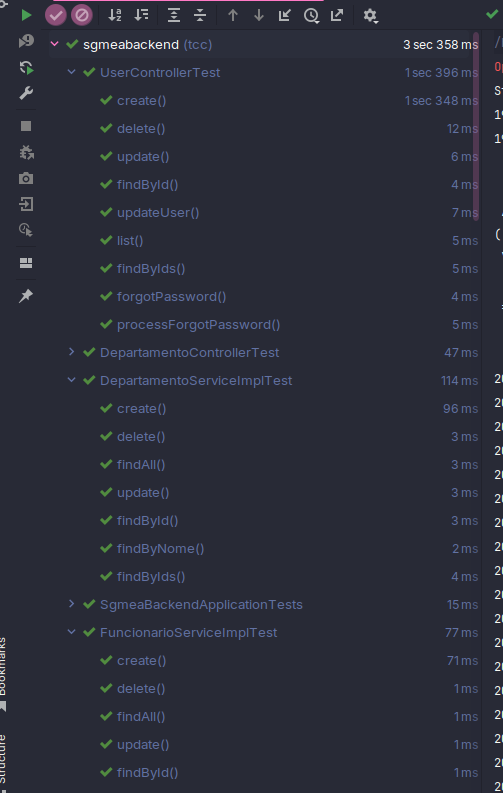 sgmeabackend (tcc) 3 sec 358 ms
UserControllerTest 1 sec 396 ms
create() 1 sec 348 ms
delete() 12 ms
update() 6 ms
findById() 4 ms
updateUser() 7 ms
list() 5 ms
findByIds() 5 ms
forgotPassword() 4 ms
processForgotPassword() 5 ms
DepartamentoControllerTest 47 ms
DepartamentoServiceImplTest 114 ms
create() 96 ms
delete() 3 ms
findAll() 3 ms
update() 3 ms
findById() 3 ms
findByNome() 2 ms
findByIds() 4 ms
SgmeaBackendApplicationTests 15 ms
FuncionarioServiceImplTest 77 ms
create() 71 ms
delete() 1 ms
findAll() 1 ms
update() 1 ms
findById() 1 ms
Bookmarks
Structure